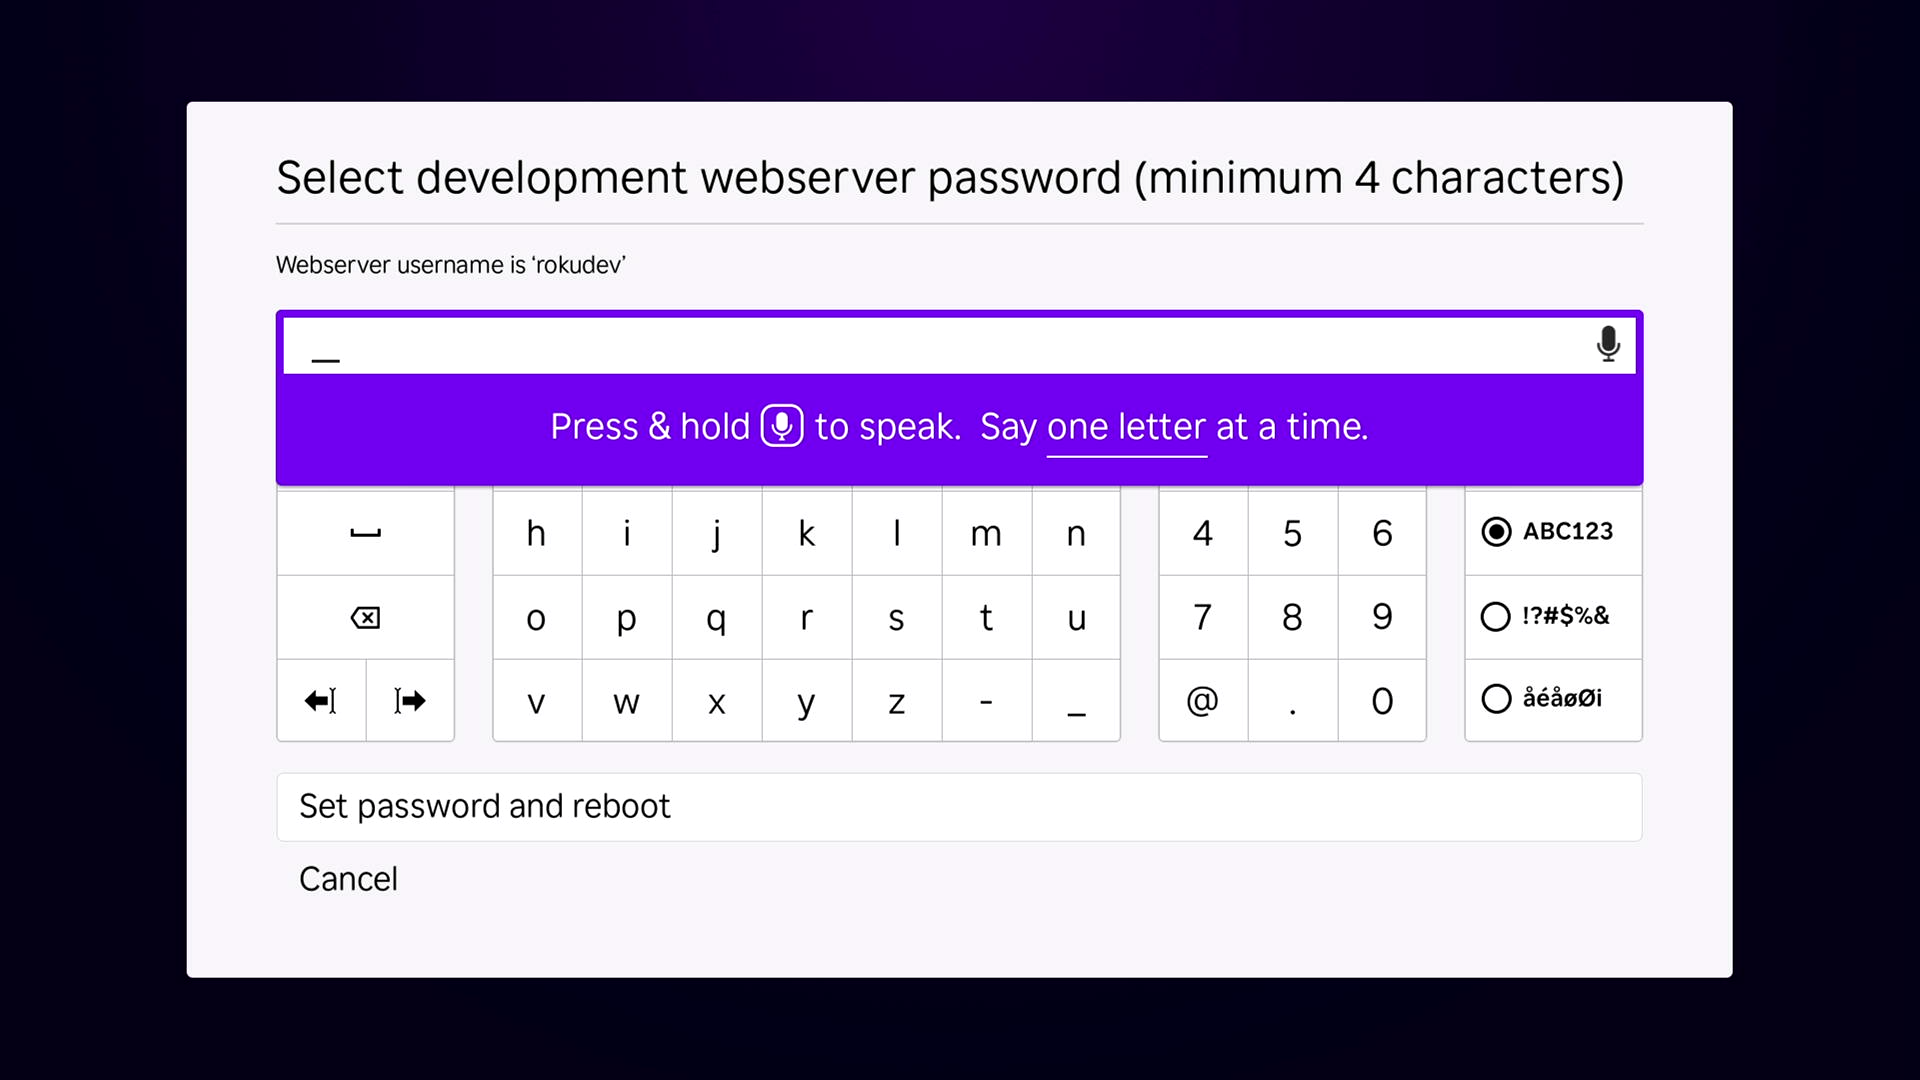 Select development webserver password (minimum 4 characters)
Webserver username is ‘rokudev’
_
Press & hold to speak. Say one letter at a time.
h i j k l m n 4 5 6 ABC123
o p q r s t u 7 8 9 !?#$%&
v w x y z - _ @ . 0 åéåøØi
Set password and reboot
Cancel